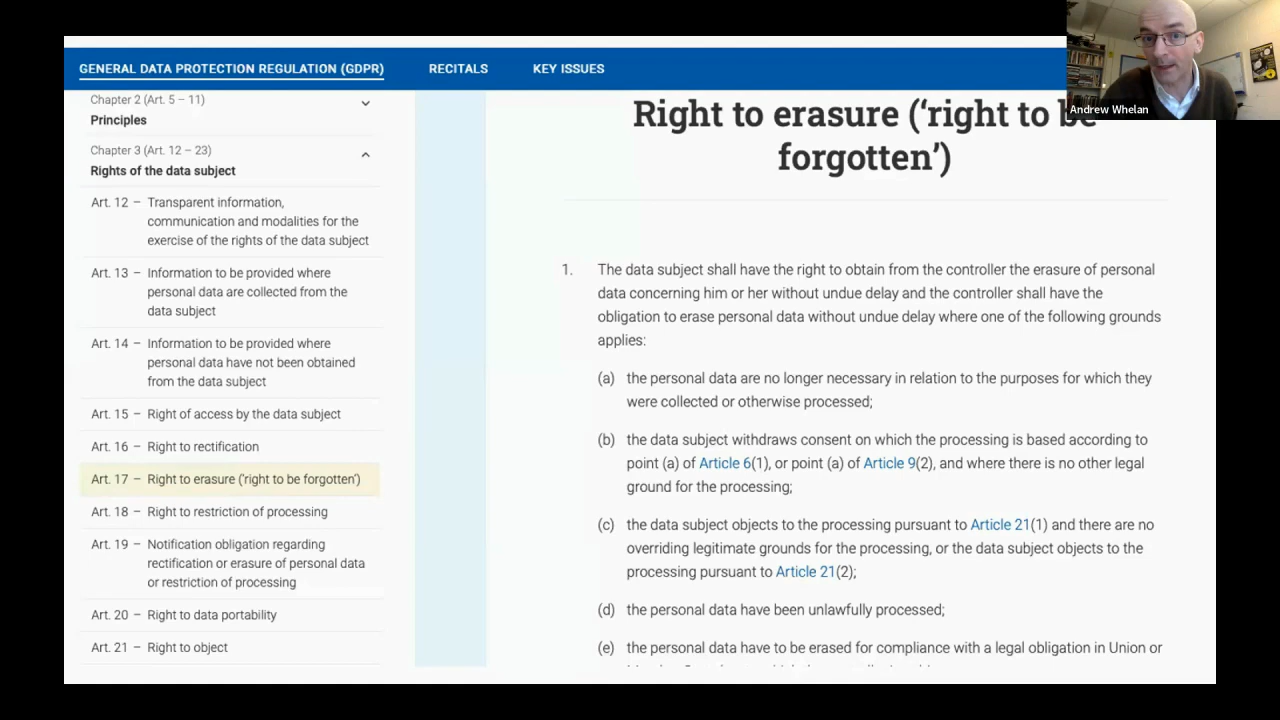 GENERAL DATA PROTECTION REGULATION (GDPR) RECITALS KEY ISSUES
Andrew Whelan
Chapter 2 (Art. 5 – 11)
Principles
Chapter 3 (Art. 12 – 23)
Rights of the data subject
Art. 12 – Transparent information,
communication and modalities for the
exercise of the rights of the data subject
Art. 13 – Information to be provided where
personal data are collected from the
data subject
Art. 14 – Information to be provided where
personal data have not been obtained
from the data subject
Art. 15 – Right of access by the data subject
Art. 16 – Right to rectification
Art. 17 – Right to erasure (‘right to be forgotten’)
Art. 18 – Right to restriction of processing
Art. 19 – Notification obligation regarding
rectification or erasure of personal data
or restriction of processing
Art. 20 – Right to data portability
Art. 21 – Right to object
Right to erasure (‘right to be
forgotten’)
1. The data subject shall have the right to obtain from the controller the erasure of personal
data concerning him or her without undue delay and the controller shall have the
obligation to erase personal data without undue delay where one of the following grounds
applies:
(a) the personal data are no longer necessary in relation to the purposes for which they
were collected or otherwise processed;
(b) the data subject withdraws consent on which the processing is based according to
point (a) of Article 6(1), or point (a) of Article 9(2), and where there is no other legal
ground for the processing;
(c) the data subject objects to the processing pursuant to Article 21(1) and there are no
overriding legitimate grounds for the processing, or the data subject objects to the
processing pursuant to Article 21(2);
(d) the personal data have been unlawfully processed;
(e) the personal data have to be erased for compliance with a legal obligation in Union or